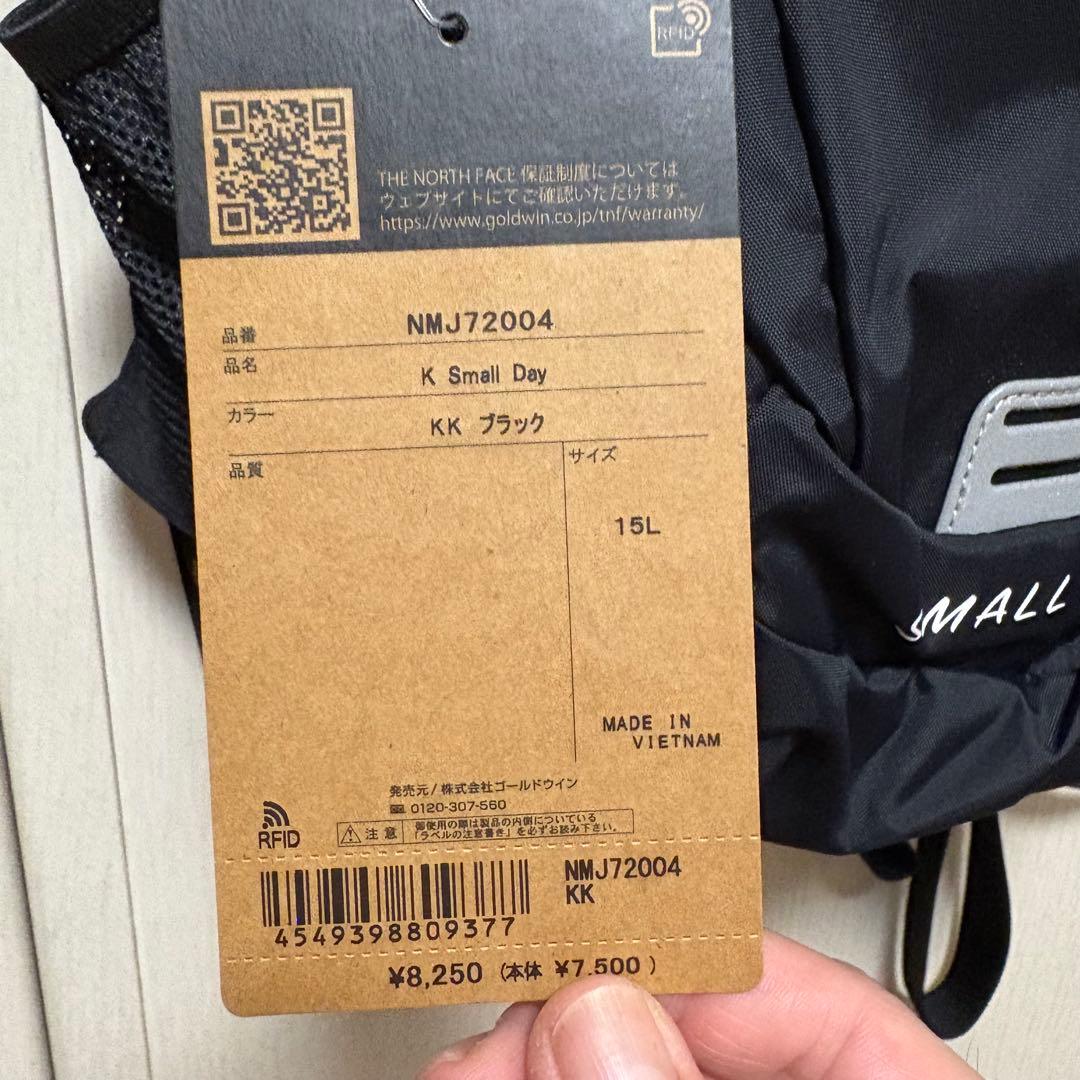 RFID
THE NORTH FACE 保証制度については
ウェブサイトにてご確認いただけます。
https://www.goldwin.co.jp/tnf/warranty/
品番 NMJ72004
品名 K Small Day
カラー KK ブラック
品質
サイズ
15L
MADE IN
VIETNAM
発売元/株式会社ゴールドウイン
0120-307-560
RFID
注意
御使用の際は製品の内側についている
「ラベルの注意書き」を必ずお読み下さい。
NMJ72004
KK
4549398809377
¥8,250 (本体 ¥7,500 )
SMALL